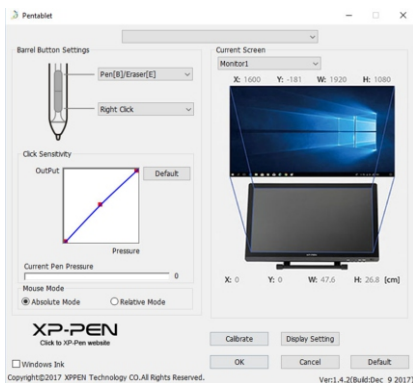 Pentablet
Barrel Button Settings
Pen[B]/Eraser[E]
Right Click
Click Sensitivity
OutPut
Default
Pressure
Current Pen Pressure
0
Mouse Mode
Absolute Mode
Relative Mode
XP-PEN
Click to XP-Pen website
Windows Ink
Copyright©2017 XPPEN Technology CO.All Rights Reserved.
Current Screen
Monitor1
X: 1600 Y: -181 W: 1920 H: 1080
X: 0 Y: 0 W: 47.6 H: 26.8 [cm]
Calibrate
Display Setting
OK
Cancel
Default
Ver:1.4.2(Build:Dec 9 2017)